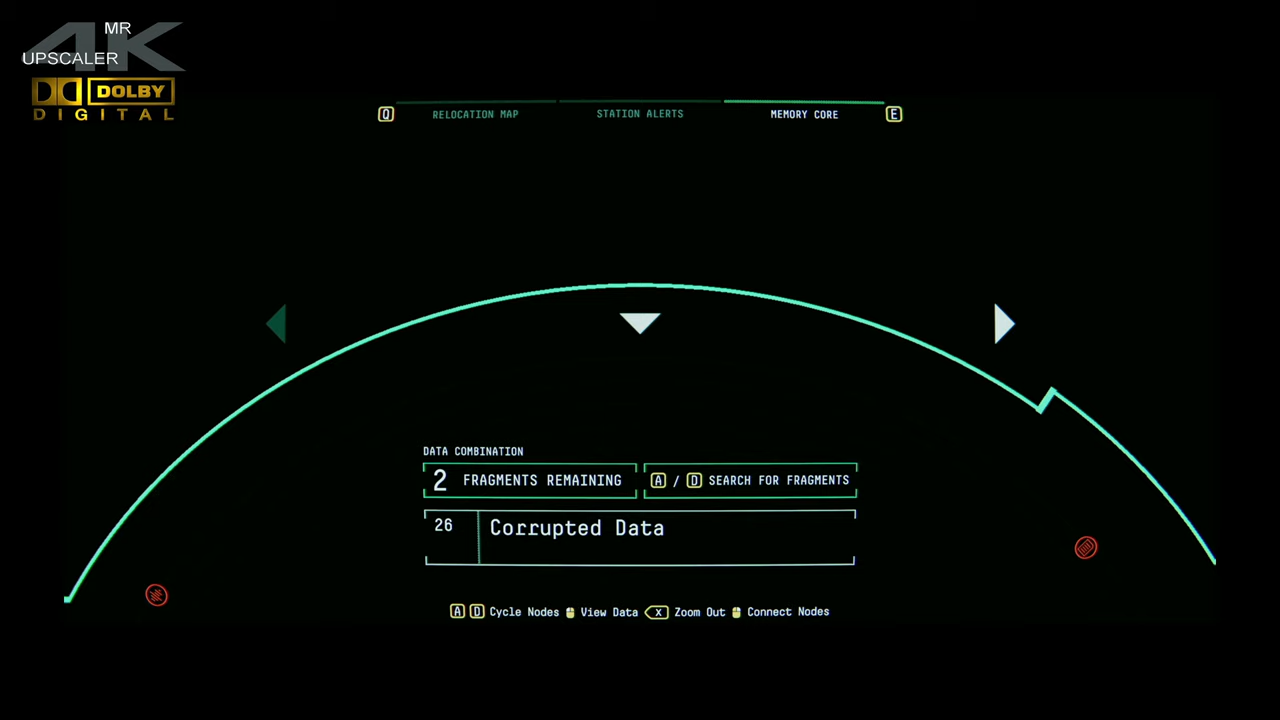 4K
MR
UPSCALER
DOLBY
DIGITAL
Q RELOCATION MAP STATION ALERTS MEMORY CORE E
DATA COMBINATION
2 FRAGMENTS REMAINING A / D SEARCH FOR FRAGMENTS
26 Corrupted Data
A D Cycle Nodes View Data X Zoom Out Connect Nodes